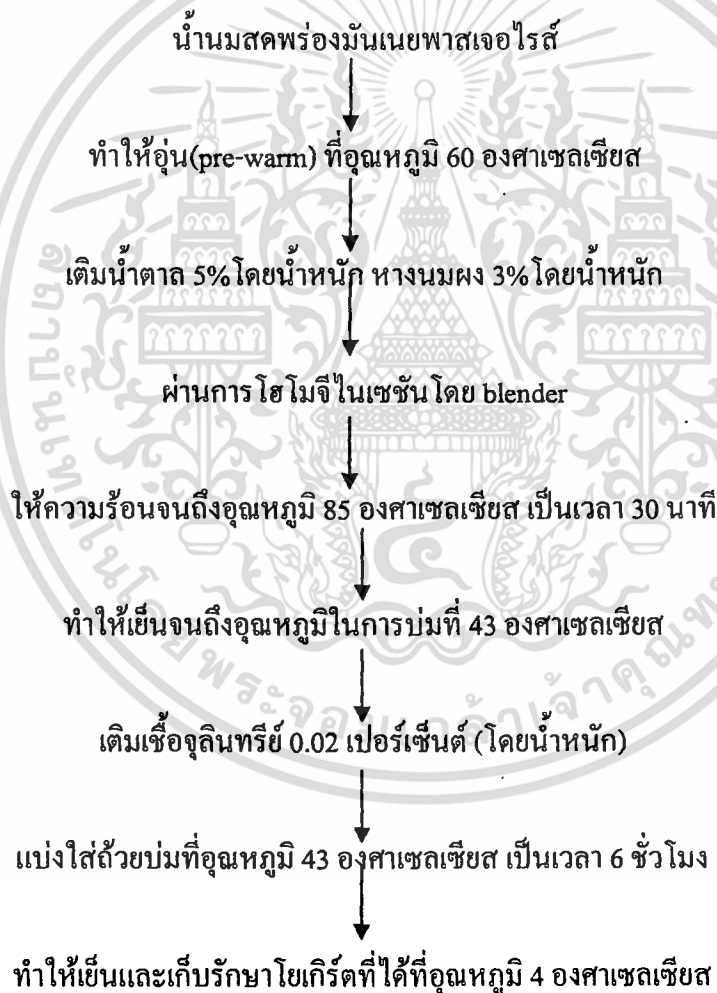 น้ำนมสดพร่องมันเนยพาสเจอไรส์
ทำให้อุ่น(pre-warm) ที่อุณหภูมิ 60 องศาเซลเซียส
เติมน้ำตาล 5%โดยน้ำหนัก หางนมผง 3%โดยน้ำหนัก
ผ่านการโฮโมจีไนเซชันโดย blender
ให้ความร้อนจนถึงอุณหภูมิ 85 องศาเซลเซียส เป็นเวลา 30 นาที
ทำให้เย็นจนถึงอุณหภูมิในการบ่มที่ 43 องศาเซลเซียส
เติมเชื้อจุลินทรีย์ 0.02 เปอร์เซ็นต์ (โดยน้ำหนัก)
แบ่งใส่ถ้วยบ่มที่อุณหภูมิ 43 องศาเซลเซียส เป็นเวลา 6 ชั่วโมง
ทำให้เย็นและเก็บรักษาโยเกิร์ตที่ได้ที่อุณหภูมิ 4 องศาเซลเซียส